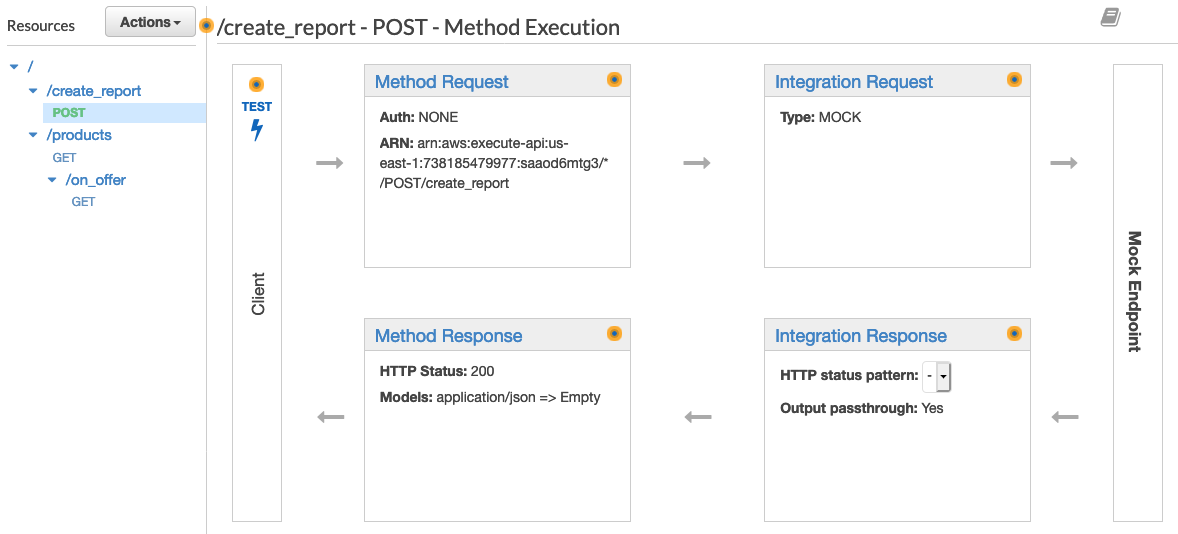 Resources
Actions
/create_report - POST - Method Execution
/
/create_report
POST
/products
GET
/on_offer
GET
TEST
Client
Method Request
Auth: NONE
ARN: arn:aws:execute-api:us-
east-1:738185479977:saaod6mtg3/*
/POST/create_report
Integration Request
Type: MOCK
Mock Endpoint
Method Response
HTTP Status: 200
Models: application/json => Empty
Integration Response
HTTP status pattern: -
Output passthrough: Yes